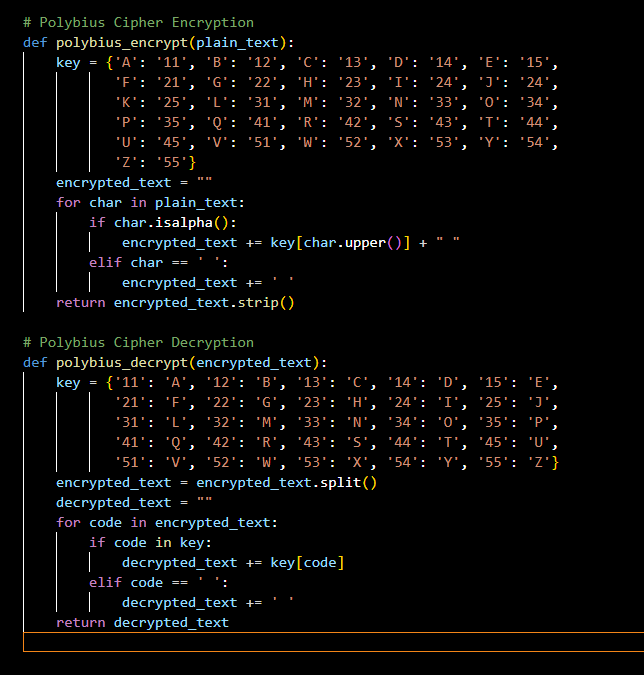 # Polybius Cipher Encryption
def polybius_encrypt(plain_text):
    key = {'A': '11', 'B': '12', 'C': '13', 'D': '14', 'E': '15',
           'F': '21', 'G': '22', 'H': '23', 'I': '24', 'J': '24',
           'K': '25', 'L': '31', 'M': '32', 'N': '33', 'O': '34',
           'P': '35', 'Q': '41', 'R': '42', 'S': '43', 'T': '44',
           'U': '45', 'V': '51', 'W': '52', 'X': '53', 'Y': '54',
           'Z': '55'}
    encrypted_text = ""
    for char in plain_text:
        if char.isalpha():
            encrypted_text += key[char.upper()] + " "
        elif char == ' ':
            encrypted_text += ' '
    return encrypted_text.strip()

# Polybius Cipher Decryption
def polybius_decrypt(encrypted_text):
    key = {'11': 'A', '12': 'B', '13': 'C', '14': 'D', '15': 'E',
           '21': 'F', '22': 'G', '23': 'H', '24': 'I', '25': 'J',
           '31': 'L', '32': 'M', '33': 'N', '34': 'O', '35': 'P',
           '41': 'Q', '42': 'R', '43': 'S', '44': 'T', '45': 'U',
           '51': 'V', '52': 'W', '53': 'X', '54': 'Y', '55': 'Z'}
    encrypted_text = encrypted_text.split()
    decrypted_text = ""
    for code in encrypted_text:
        if code in key:
            decrypted_text += key[code]
        elif code == ' ':
            decrypted_text += ' '
    return decrypted_text